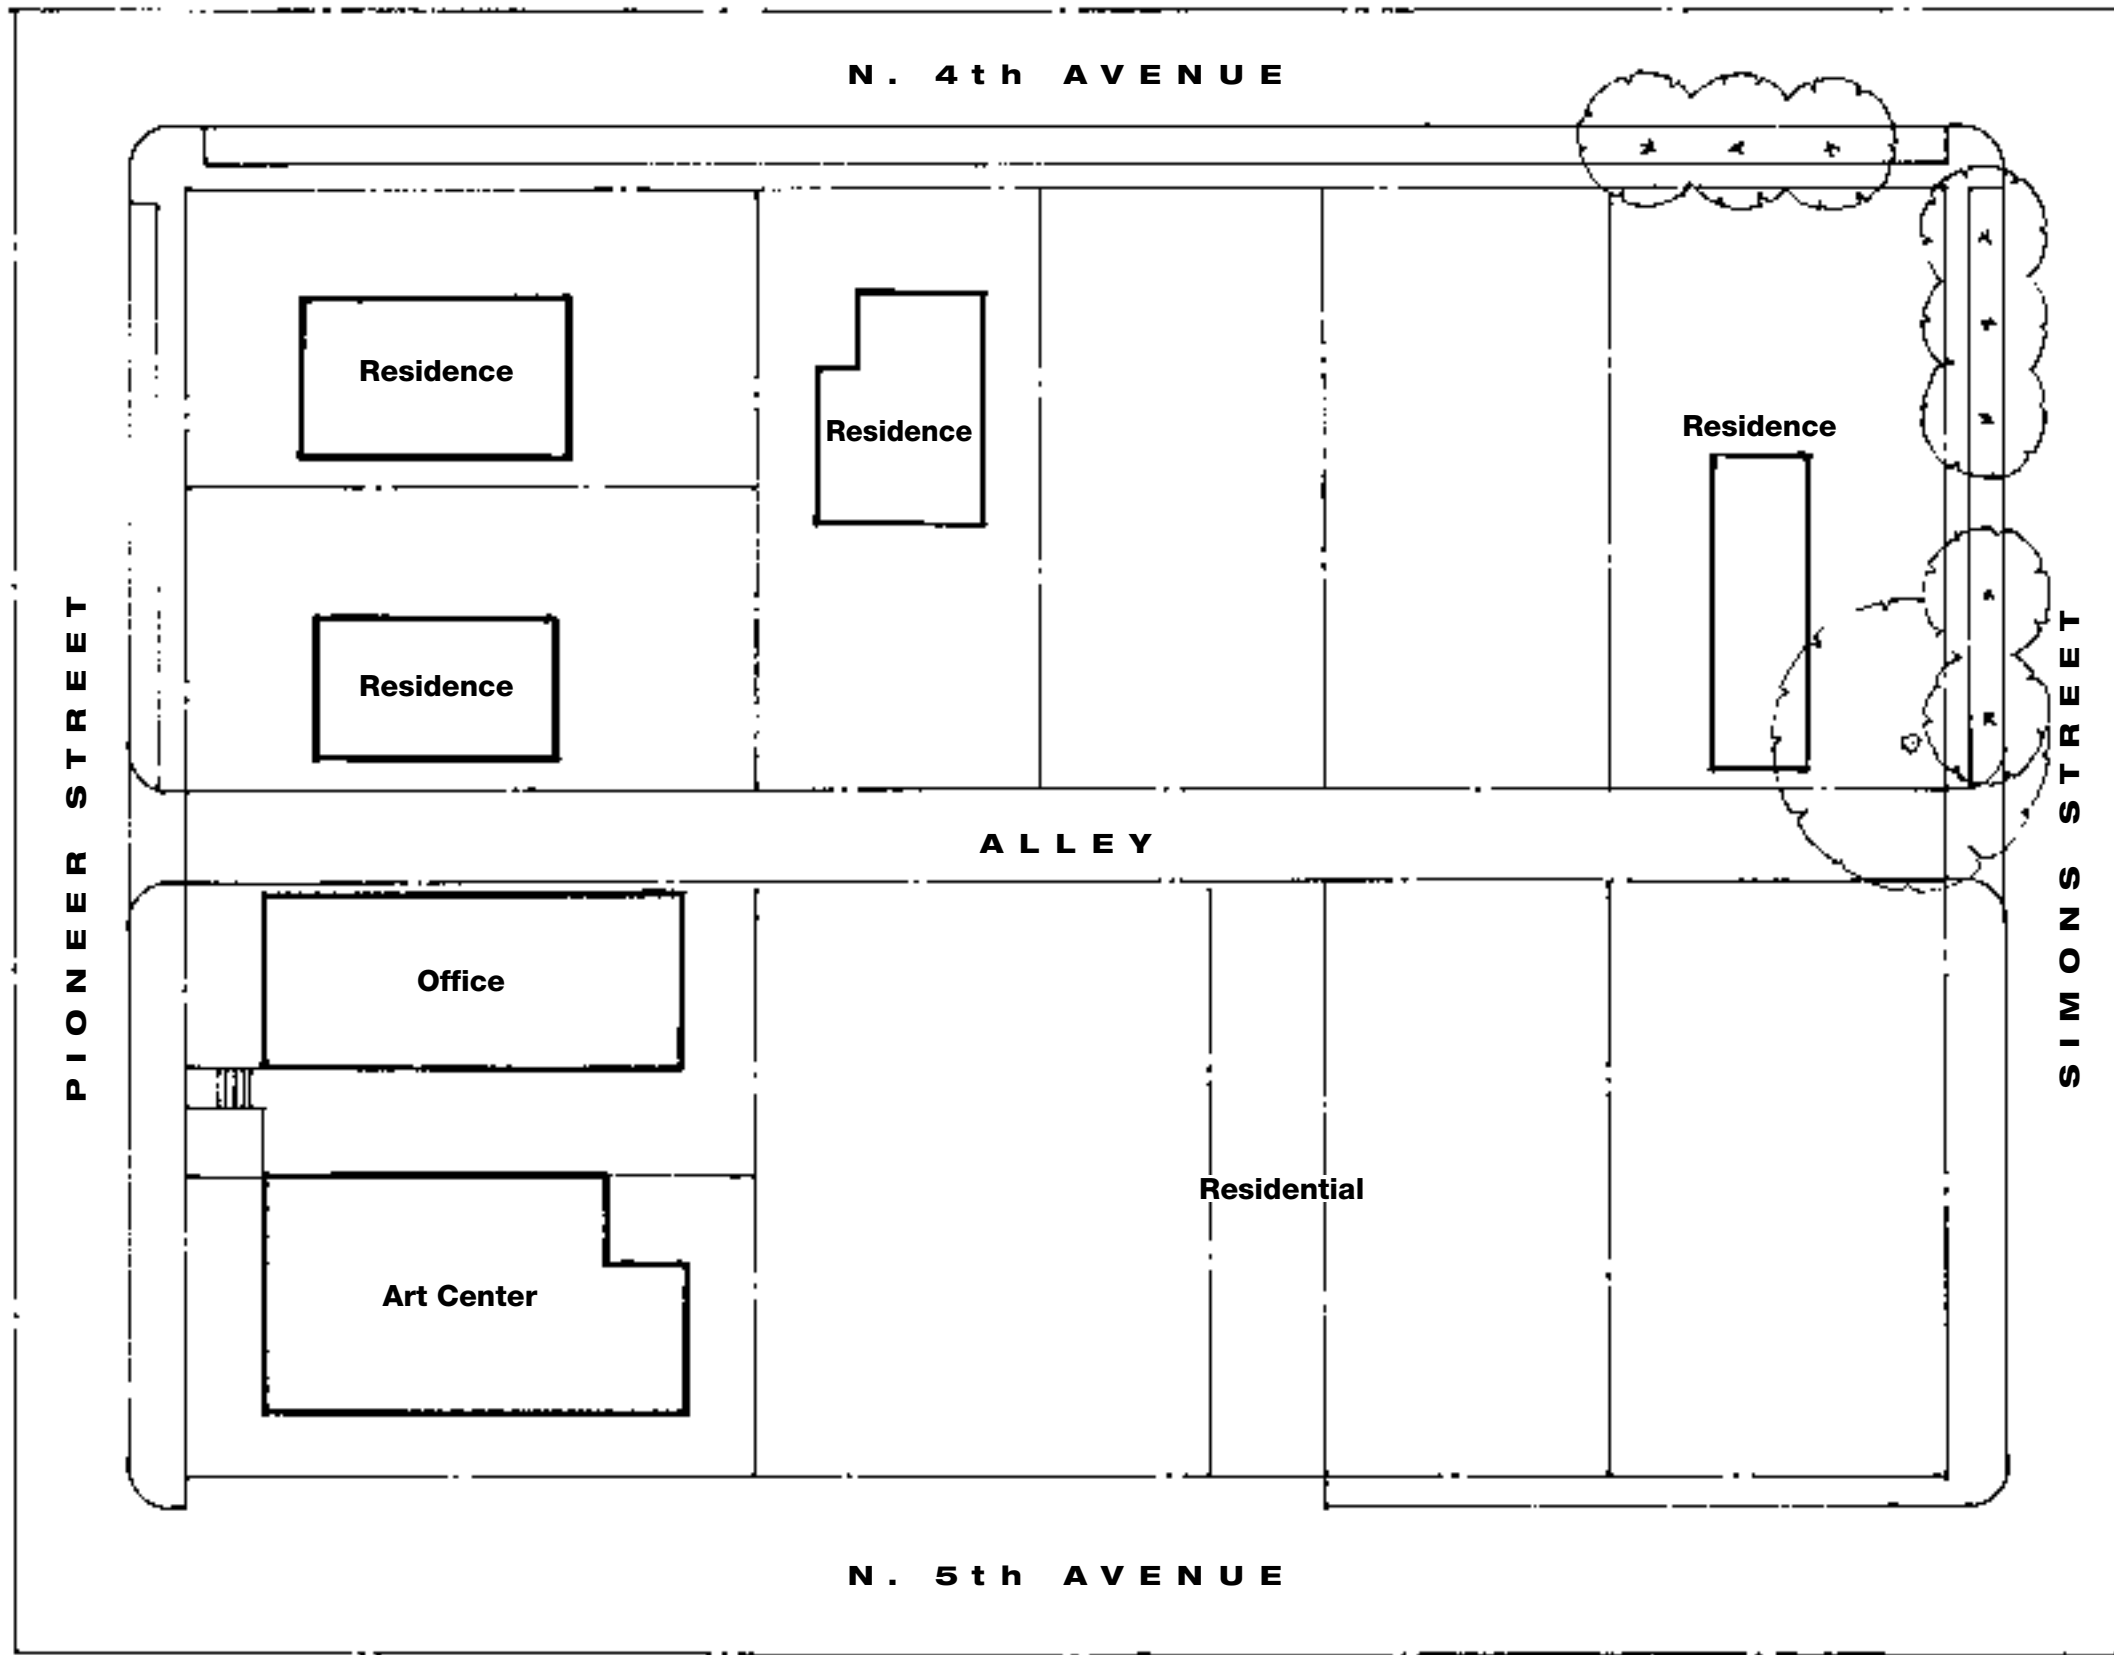 N. 4th AVENUE
Residence
Residence
Residence
Residence
PIONEER STREET
SIMONS STREET
ALLEY
Office
Residential
Art Center
N. 5th AVENUE